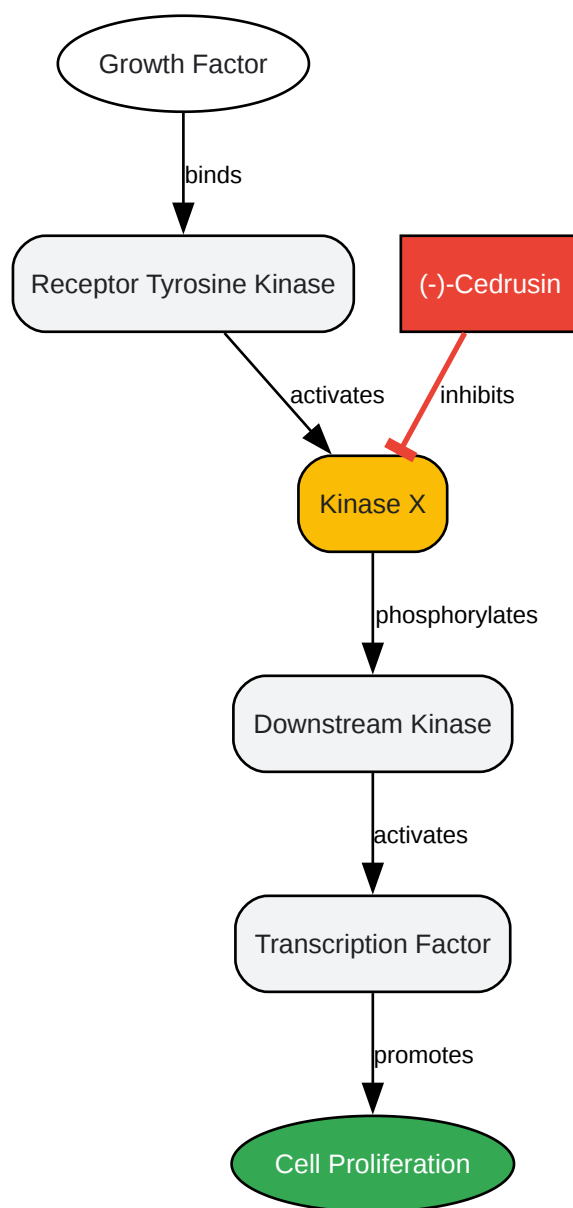 Growth Factor
binds
Receptor Tyrosine Kinase
(-)-Cedrusin
activates
inhibits
Kinase X
phosphorylates
Downstream Kinase
activates
Transcription Factor
promotes
Cell Proliferation